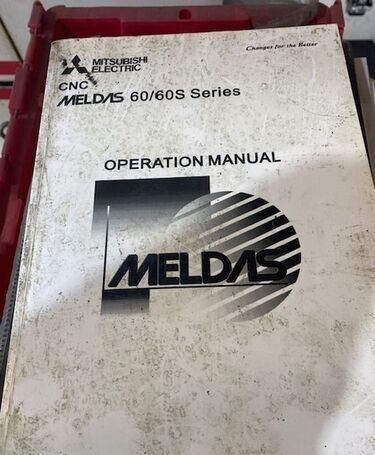 Changes for the Better
MITSUBISHI
ELECTRIC
CNC
MELDAS 60/60S Series
OPERATION MANUAL
MELDAS